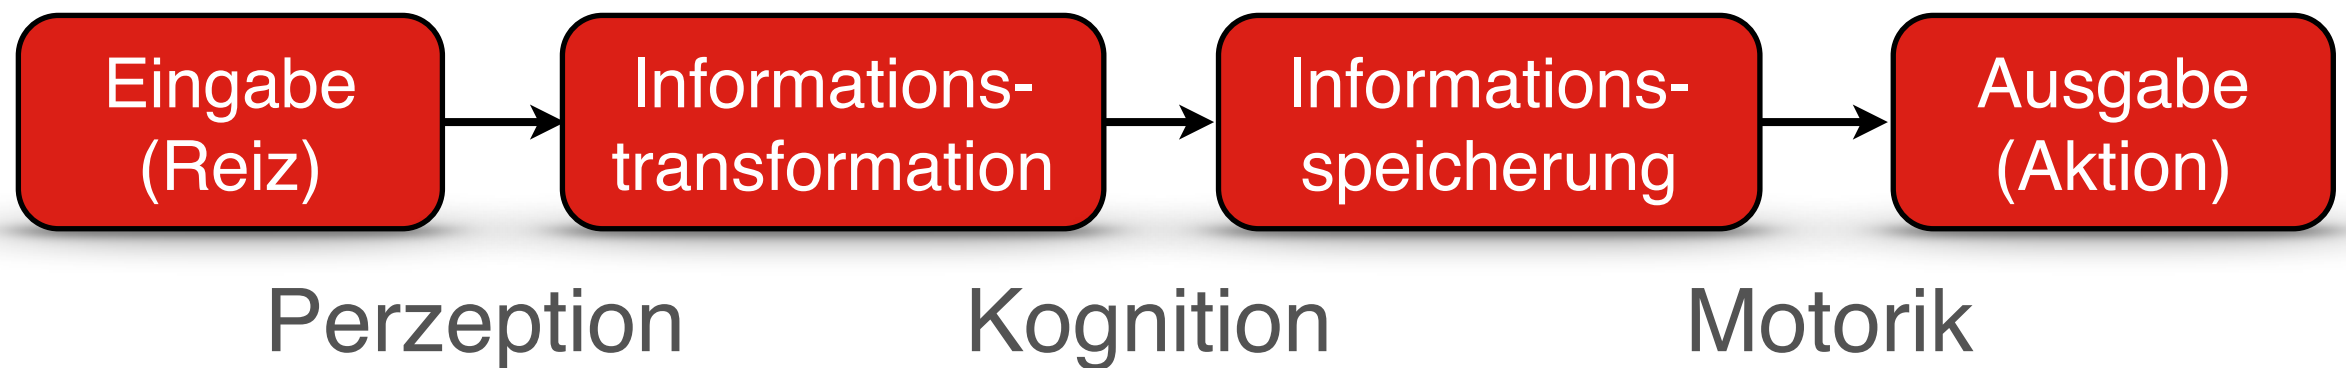 Eingabe
(Reiz)
Informations-
transformation
Informations-
speicherung
Ausgabe
(Aktion)
Perzeption
Kognition
Motorik